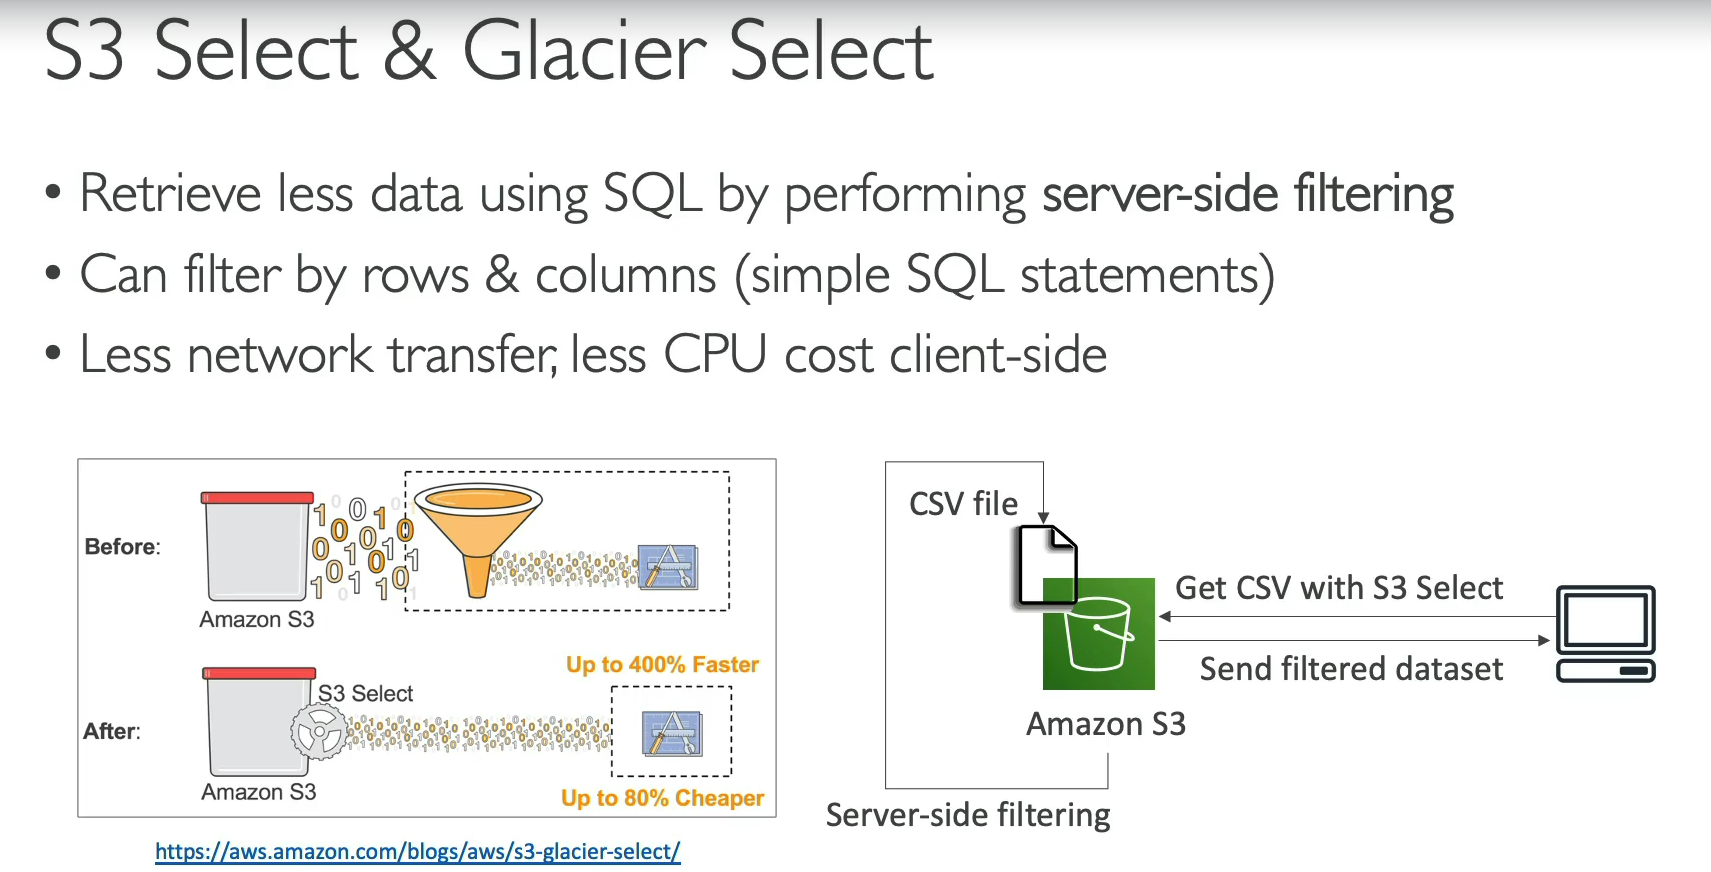 S3 Select & Glacier Select
• Retrieve less data using SQL by performing server-side filtering
• Can filter by rows & columns (simple SQL statements)
• Less network transfer, less CPU cost client-side
Before:
Amazon S3
Up to 400% Faster
S3 Select
After:
Amazon S3
Up to 80% Cheaper
https://aws.amazon.com/blogs/aws/s3-glacier-select/
CSV file
Get CSV with S3 Select
Send filtered dataset
Amazon S3
Server-side filtering